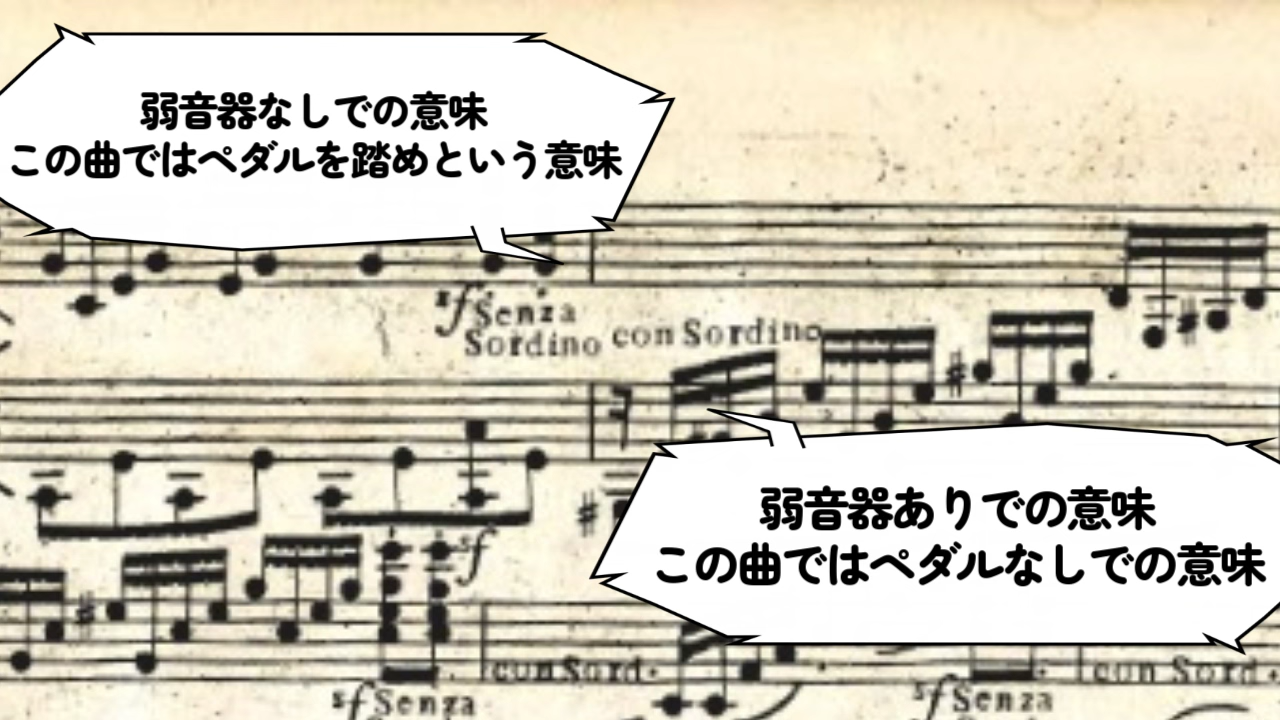 弱音器なしでの意味
この曲ではペダルを踏めという意味
sf Senza
Sordino con Sordino
弱音器ありでの意味
この曲ではペダルなしでの意味
sf
con Sord.
con Sord.
sf Senza
sf Senza